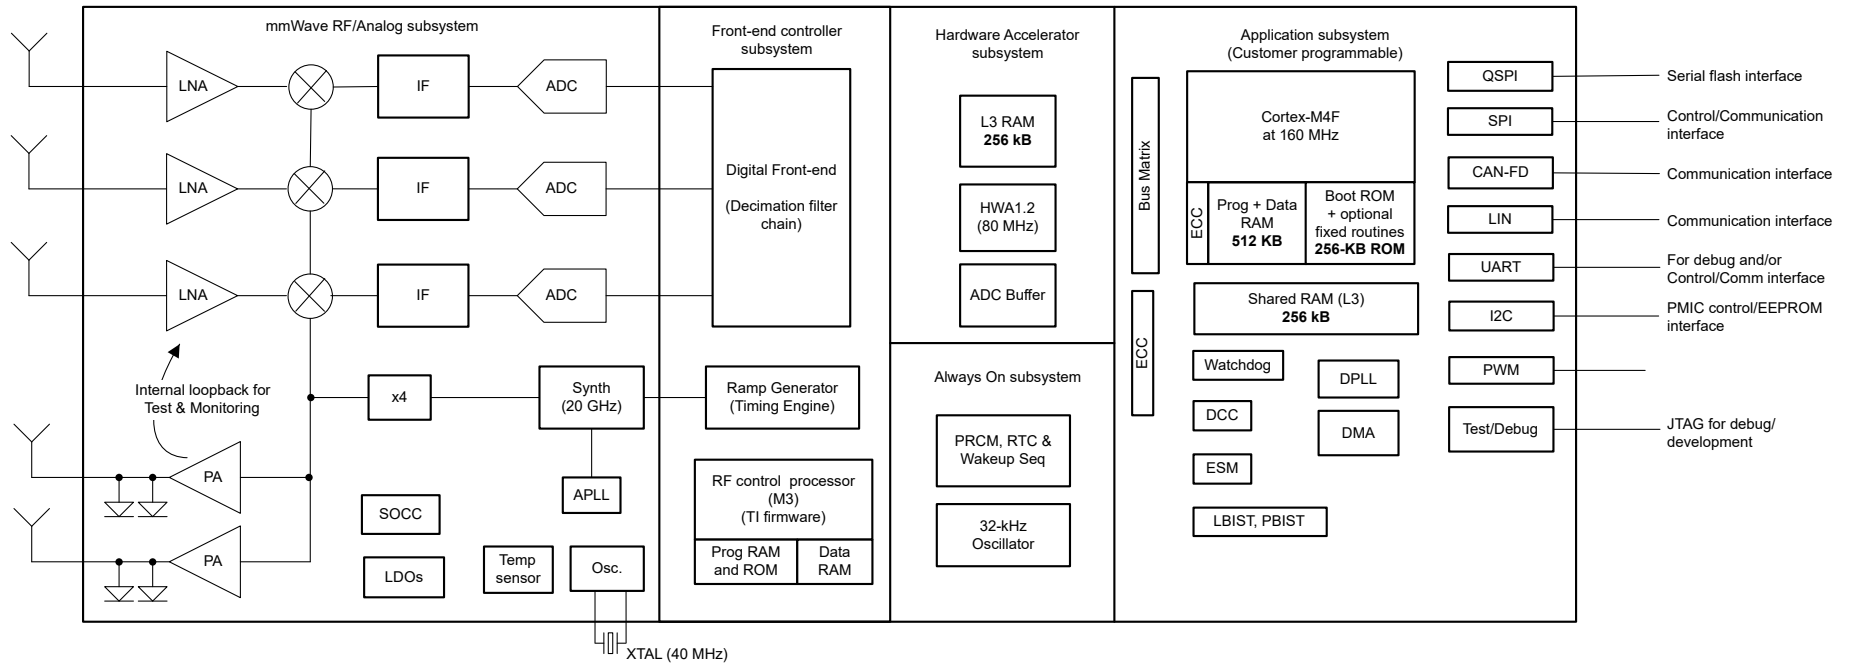 mmWave RF/Analog subsystem
LNA
IF
ADC
LNA
IF
ADC
LNA
IF
ADC
Internal loopback for
Test & Monitoring
x4
Synth
(20 GHz)
PA
APLL
SOCC
PA
LDOs
Temp
sensor
Osc.
XTAL (40 MHz)
Front-end controller
subsystem
Digital Front-end
(Decimation filter
chain)
Ramp Generator
(Timing Engine)
RF control processor
(M3)
(TI firmware)
Prog RAM
and ROM
Data
RAM
Hardware Accelerator
subsystem
L3 RAM
256 kB
HWA1.2
(80 MHz)
ADC Buffer
Always On subsystem
PRCM, RTC &
Wakeup Seq
32-kHz
Oscillator
Application subsystem
(Customer programmable)
Bus Matrix
Cortex-M4F
at 160 MHz
ECC
Prog + Data
RAM
512 KB
Boot ROM
+ optional
fixed routines
256-KB ROM
ECC
Shared RAM (L3)
256 kB
Watchdog
DPLL
DCC
DMA
ESM
LBIST, PBIST
QSPI
Serial flash interface
SPI
Control/Communication
interface
CAN-FD
Communication interface
LIN
Communication interface
UART
For debug and/or
Control/Comm interface
I2C
PMIC control/EEPROM
interface
PWM
Test/Debug
JTAG for debug/
development